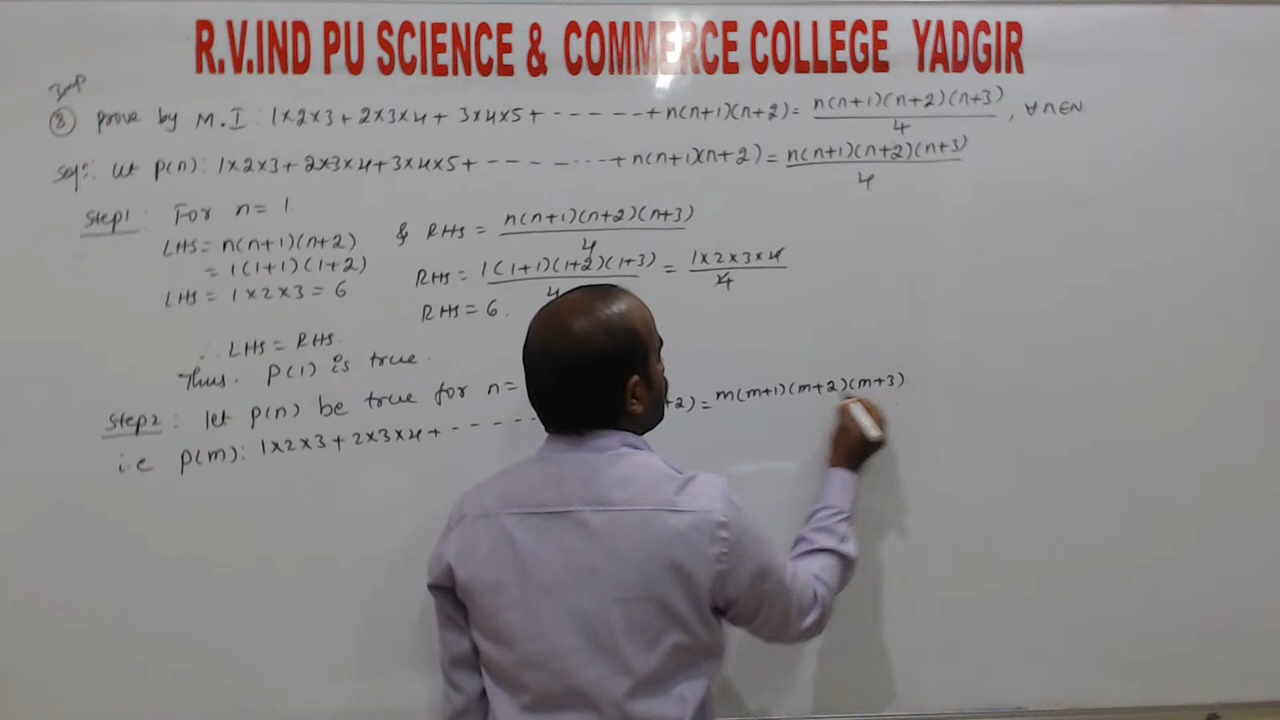 R.V.IND PU SCIENCE & COMMERCE COLLEGE YADGIR
Imp
② prove by M.I : 1×2×3 + 2×3×4 + 3×4×5 + ------ + n(n+1)(n+2) = n(n+1)(n+2)(n+3)/4 , ∀ n∈N
Solⁿ: let p(n) : 1×2×3 + 2×3×4 + 3×4×5 + ------- + n(n+1)(n+2) = n(n+1)(n+2)(n+3)/4
Step1 : For n = 1
LHS = n(n+1)(n+2) & RHS = n(n+1)(n+2)(n+3)/4
= 1(1+1)(1+2) RHS = 1(1+1)(1+2)(1+3)/4 = 1×2×3×4/4
LHS = 1×2×3 = 6 RHS = 6.
∴ LHS = RHS
Thus. P(1) is true
Step2 : let p(n) be true for n=
i.e p(m) : 1×2×3 + 2×3×4 + ----- +2) = m(m+1)(m+2)(m+3)